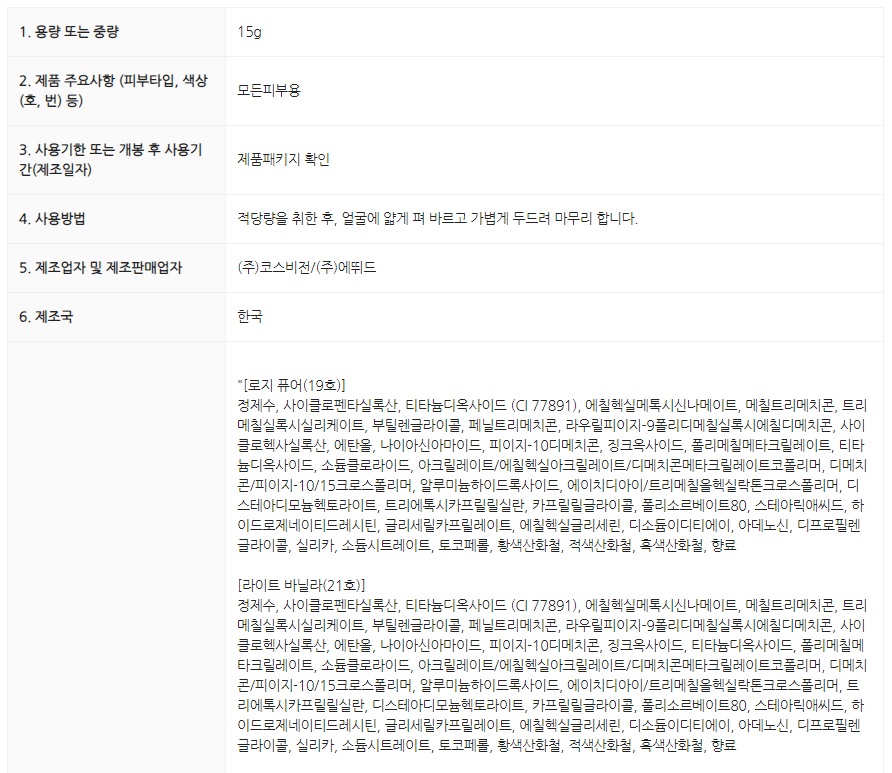 1. 용량 또는 중량
15g
2. 제품 주요사항 (피부타입, 색상
(호, 번) 등)
모든피부용
3. 사용기한 또는 개봉 후 사용기
간(제조일자)
제품패키지 확인
4. 사용방법
적당량을 취한 후, 얼굴에 얇게 펴 바르고 가볍게 두드려 마무리 합니다.
5. 제조업자 및 제조판매업자
(주)코스비전/(주)에뛰드
6. 제조국
한국
"[로지 퓨어(19호)]
정제수, 사이클로펜타실록산, 티타늄디옥사이드 (CI 77891), 에칠헥실메톡시신나메이트, 메칠트리메치콘, 트리
메칠실록시실리케이트, 부틸렌글라이콜, 페닐트리메치콘, 라우릴피이지-9폴리디메칠실록시에칠디메치콘, 사이
클로헥사실록산, 에탄올, 나이아신아마이드, 피이지-10디메치콘, 징크옥사이드, 폴리메칠메타크릴레이트, 티타
늄디옥사이드, 소듐클로라이드, 아크릴레이트/에칠헥실아크릴레이트/디메치콘메타크릴레이트코폴리머, 디메치
콘/피이지-10/15크로스폴리머, 알루미늄하이드록사이드, 에이치디아이/트리메칠올헥실락톤크로스폴리머, 디
스테아디모늄헥토라이트, 트리에톡시카프릴릴실란, 카프릴릴글라이콜, 폴리소르베이트80, 스테아릭애씨드, 하
이드로제네이티드레시틴, 글리세릴카프릴레이트, 에칠헥실글리세린, 디소듐이디티에이, 아데노신, 디프로필렌
글라이콜, 실리카, 소듐시트레이트, 토코페롤, 황색산화철, 적색산화철, 흑색산화철, 향료
[라이트 바닐라(21호)]
정제수, 사이클로펜타실록산, 티타늄디옥사이드 (CI 77891), 에칠헥실메톡시신나메이트, 메칠트리메치콘, 트리
메칠실록시실리케이트, 부틸렌글라이콜, 페닐트리메치콘, 라우릴피이지-9폴리디메칠실록시에칠디메치콘, 사이
클로헥사실록산, 에탄올, 나이아신아마이드, 피이지-10디메치콘, 징크옥사이드, 티타늄디옥사이드, 폴리메칠메
타크릴레이트, 소듐클로라이드, 아크릴레이트/에칠헥실아크릴레이트/디메치콘메타크릴레이트코폴리머, 디메치
콘/피이지-10/15크로스폴리머, 알루미늄하이드록사이드, 에이치디아이/트리메칠올헥실락톤크로스폴리머, 트
리에톡시카프릴릴실란, 디스테아디모늄헥토라이트, 카프릴릴글라이콜, 폴리소르베이트80, 스테아릭애씨드, 하
이드로제네이티드레시틴, 글리세릴카프릴레이트, 에칠헥실글리세린, 디소듐이디티에이, 아데노신, 디프로필렌
글라이콜, 실리카, 소듐시트레이트, 토코페롤, 황색산화철, 적색산화철, 흑색산화철, 향료